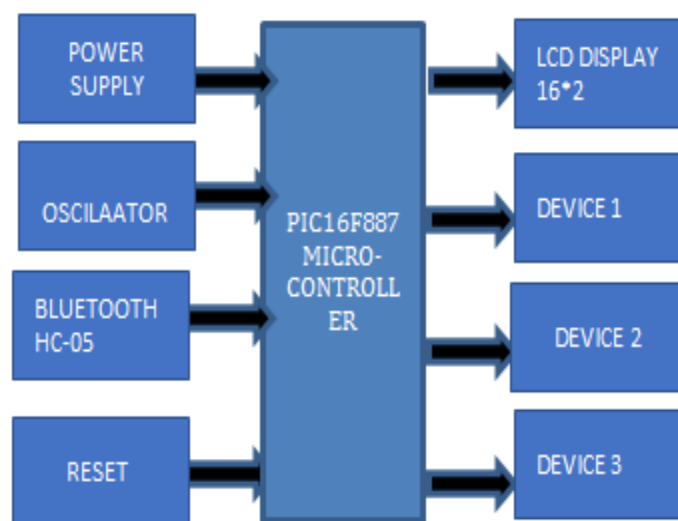 POWER
SUPPLY
OSCILAATOR
BLUETOOTH
HC-05
RESET
PIC16F887
MICRO-
CONTROLL
ER
LCD DISPLAY
16*2
DEVICE 1
DEVICE 2
DEVICE 3